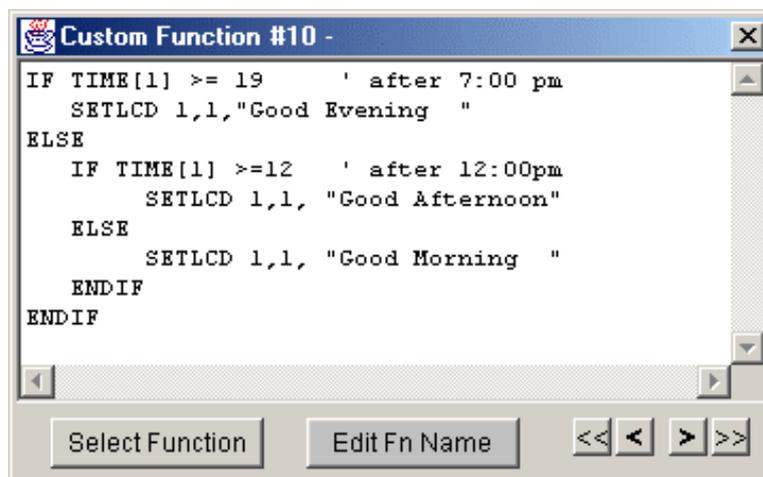 Custom Function #10 -
IF TIME[1] >= 19      ' after 7:00 pm
   SETLCD 1,1,"Good Evening  "
ELSE
   IF TIME[1] >=12   ' after 12:00pm
        SETLCD 1,1, "Good Afternoon"
   ELSE
        SETLCD 1,1, "Good Morning  "
   ENDIF
ENDIF
Select Function Edit Fn Name << < > >>